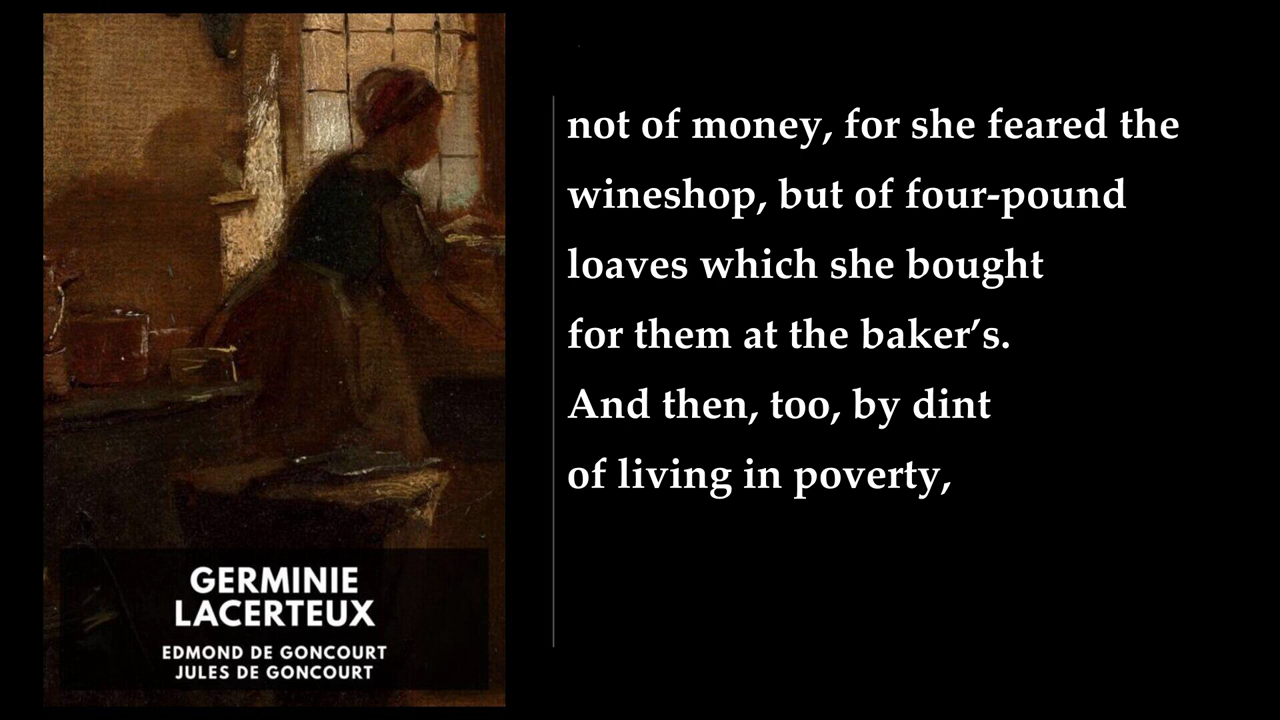 not of money, for she feared the
wineshop, but of four-pound
loaves which she bought
for them at the baker’s.
And then, too, by dint
of living in poverty,
GERMINIE
LACERTEUX
EDMOND DE GONCOURT
JULES DE GONCOURT